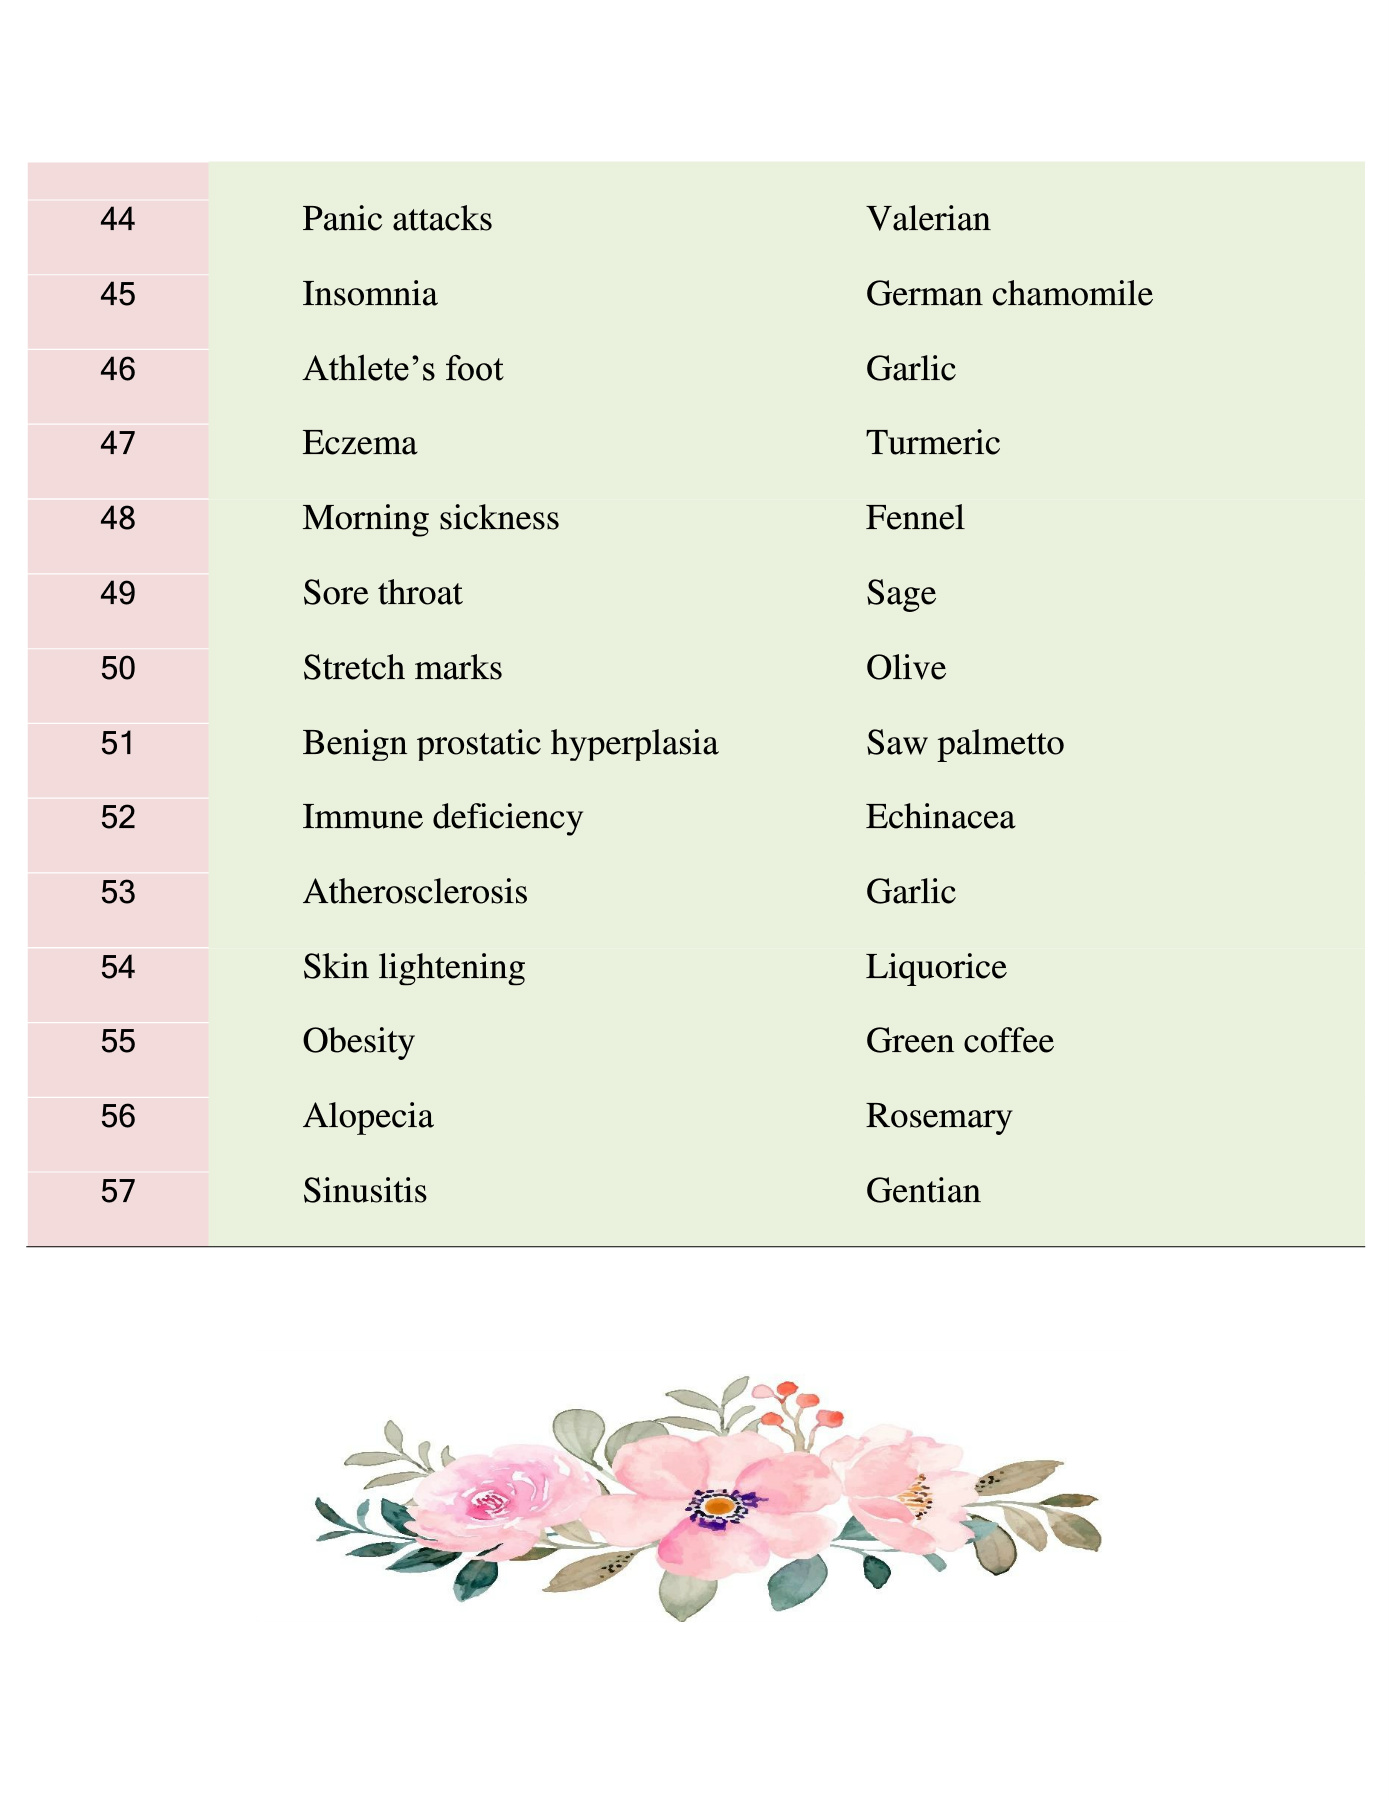 44 Panic attacks Valerian
45 Insomnia German chamomile
46 Athlete’s foot Garlic
47 Eczema Turmeric
48 Morning sickness Fennel
49 Sore throat Sage
50 Stretch marks Olive
51 Benign prostatic hyperplasia Saw palmetto
52 Immune deficiency Echinacea
53 Atherosclerosis Garlic
54 Skin lightening Liquorice
55 Obesity Green coffee
56 Alopecia Rosemary
57 Sinusitis Gentian